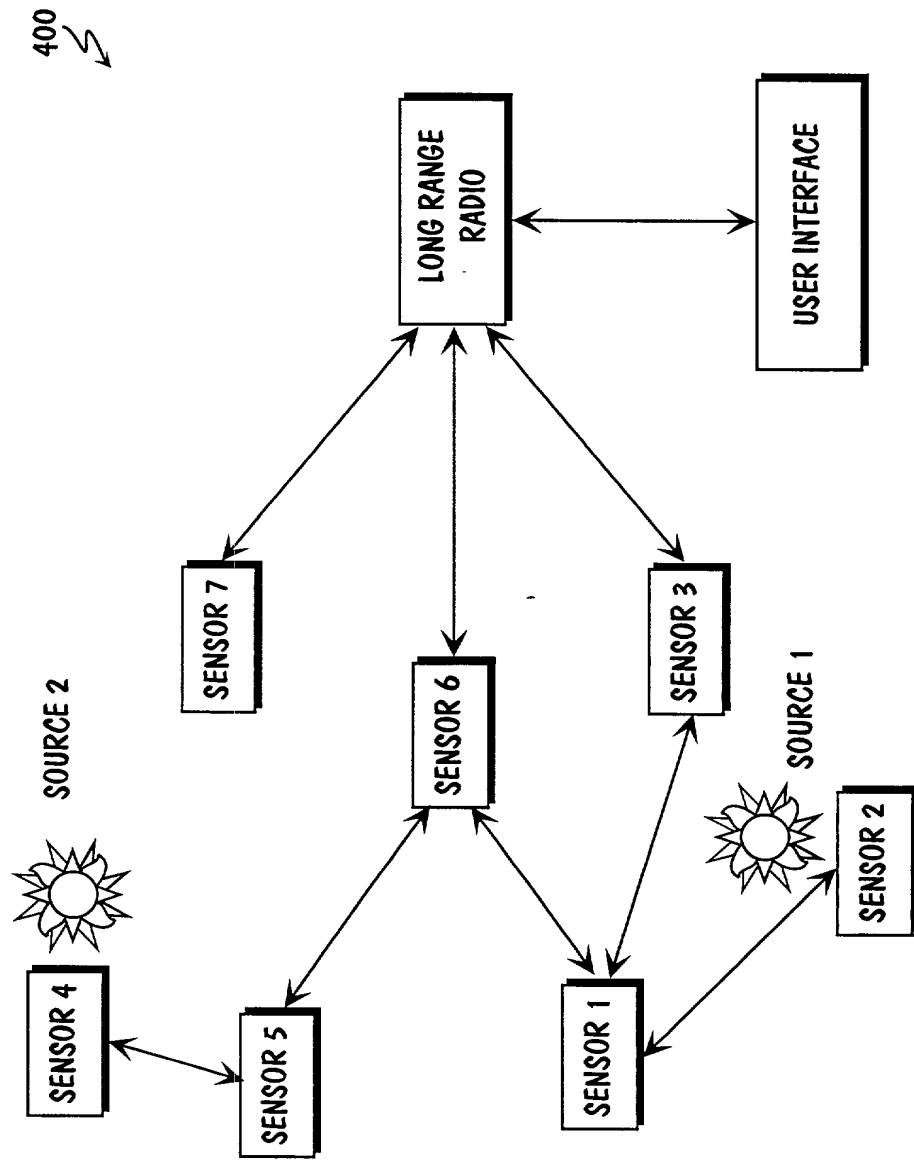 400
SOURCE 2
SENSOR 4
SENSOR 5
SENSOR 7
SENSOR 6
LONG RANGE
RADIO
SENSOR 1
SENSOR 3
SOURCE 1
SENSOR 2
USER INTERFACE